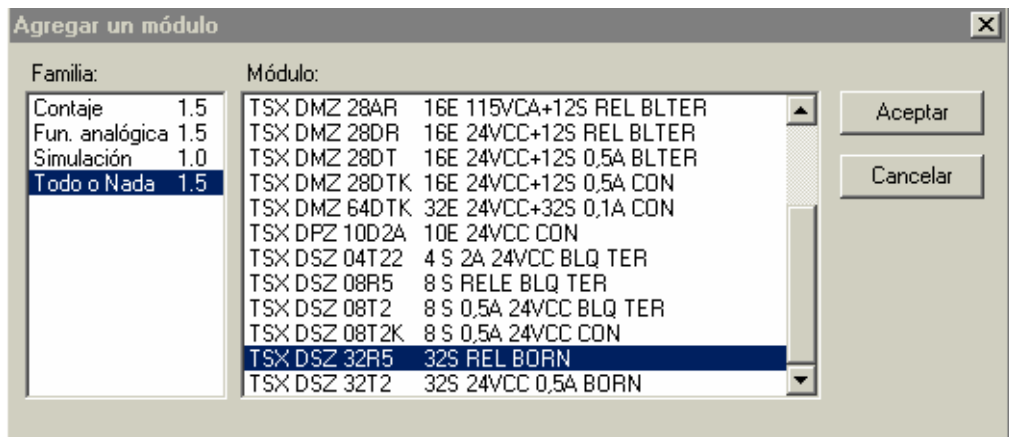 Agregar un módulo
Familia:
Contaje 1.5
Fun. analógica 1.5
Simulación 1.0
Todo o Nada 1.5
Módulo:
TSX DMZ 28AR 16E 115VCA+12S REL BLTER
TSX DMZ 28DR 16E 24VCC+12S REL BLTER
TSX DMZ 28DT 16E 24VCC+12S 0,5A BLTER
TSX DMZ 28DTK 16E 24VCC+12S 0,5A CON
TSX DMZ 64DTK 32E 24VCC+32S 0,1A CON
TSX DPZ 10D2A 10E 24VCC CON
TSX DSZ 04T22 4 S 2A 24VCC BLQ TER
TSX DSZ 08R5 8 S RELE BLQ TER
TSX DSZ 08T2 8 S 0,5A 24VCC BLQ TER
TSX DSZ 08T2K 8 S 0,5A 24VCC CON
TSX DSZ 32R5 32S REL BORN
TSX DSZ 32T2 32S 24VCC 0,5A BORN
Aceptar
Cancelar